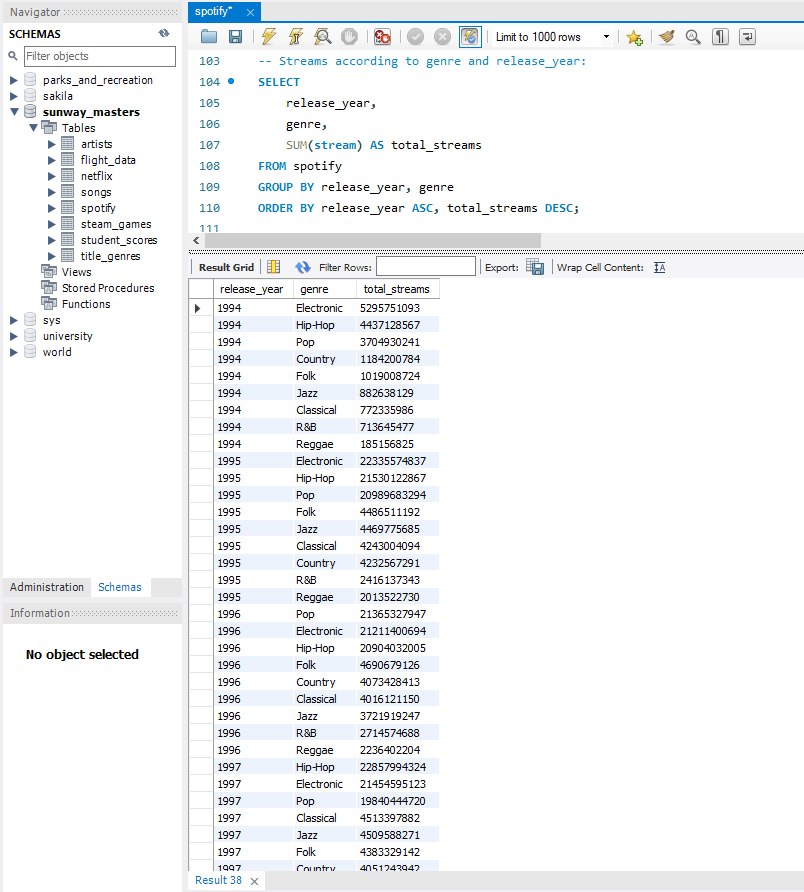 Navigator
SCHEMAS
Filter objects
parks_and_recreation
sakila
sunway_masters
Tables
artists
flight_data
netflix
songs
spotify
steam_games
student_scores
title_genres
Views
Stored Procedures
Functions
sys
university
world
Administration Schemas
Information
No object selected
spotify*
Limit to 1000 rows
103 -- Streams according to genre and release_year:
104 SELECT
105 release_year,
106 genre,
107 SUM(stream) AS total_streams
108 FROM spotify
109 GROUP BY release_year, genre
110 ORDER BY release_year ASC, total_streams DESC;
111
Result Grid Filter Rows: Export: Wrap Cell Content:
release_year genre total_streams
1994 Electronic 5295751093
1994 Hip-Hop 4437128567
1994 Pop 3704930241
1994 Country 1184200784
1994 Folk 1019008724
1994 Jazz 882638129
1994 Classical 772335986
1994 R&B 713645477
1994 Reggae 185156825
1995 Electronic 22335574837
1995 Hip-Hop 21530122867
1995 Pop 20989683294
1995 Folk 4486511192
1995 Jazz 4469775685
1995 Classical 4243004094
1995 Country 4232567291
1995 R&B 2416137343
1995 Reggae 2013522730
1996 Pop 21365327947
1996 Electronic 21211400694
1996 Hip-Hop 20904032005
1996 Folk 4690679126
1996 Country 4073428413
1996 Classical 4016121150
1996 Jazz 3721919247
1996 R&B 2714574688
1996 Reggae 2236402204
1997 Hip-Hop 22857994324
1997 Electronic 21454595123
1997 Pop 19840444720
1997 Classical 4513397882
1997 Jazz 4509588271
1997 Folk 4383329142
1997 Country 4051243942
Result 38